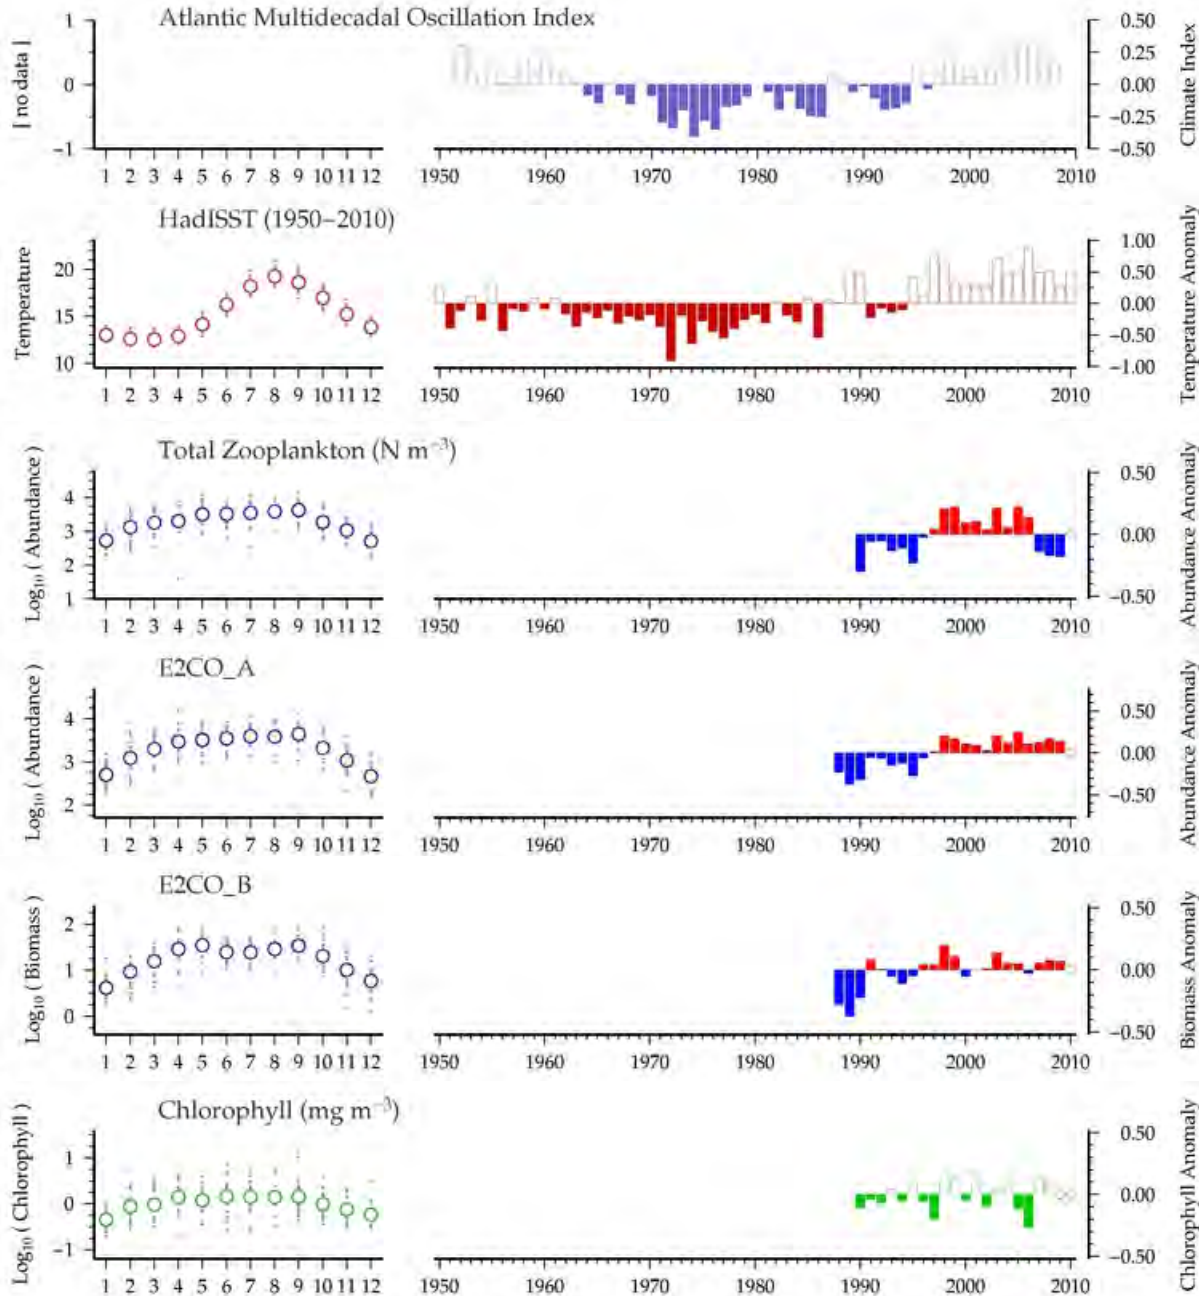 Atlantic Multidecadal Oscillation Index
[ no data ]
1
0
−1
1 2 3 4 5 6 7 8 9 10 11 12
1950 1960 1970 1980 1990 2000 2010
0.50
0.25
0.00
−0.25
−0.50
Climate Index
HadISST (1950−2010)
Temperature
20
15
10
1 2 3 4 5 6 7 8 9 10 11 12
1950 1960 1970 1980 1990 2000 2010
1.00
0.50
0.00
−0.50
−1.00
Temperature Anomaly
Total Zooplankton (N m⁻³)
Log₁₀ ( Abundance )
4
3
2
1
1 2 3 4 5 6 7 8 9 10 11 12
1950 1960 1970 1980 1990 2000 2010
0.50
0.00
−0.50
Abundance Anomaly
E2CO_A
Log₁₀ ( Abundance )
4
3
2
1 2 3 4 5 6 7 8 9 10 11 12
1950 1960 1970 1980 1990 2000 2010
0.50
0.00
−0.50
Abundance Anomaly
E2CO_B
Log₁₀ ( Biomass )
2
1
0
1 2 3 4 5 6 7 8 9 10 11 12
1950 1960 1970 1980 1990 2000 2010
0.50
0.00
−0.50
Biomass Anomaly
Chlorophyll (mg m⁻³)
Log₁₀ ( Chlorophyll )
1
0
−1
1 2 3 4 5 6 7 8 9 10 11 12
1950 1960 1970 1980 1990 2000 2010
0.50
0.00
−0.50
Chlorophyll Anomaly